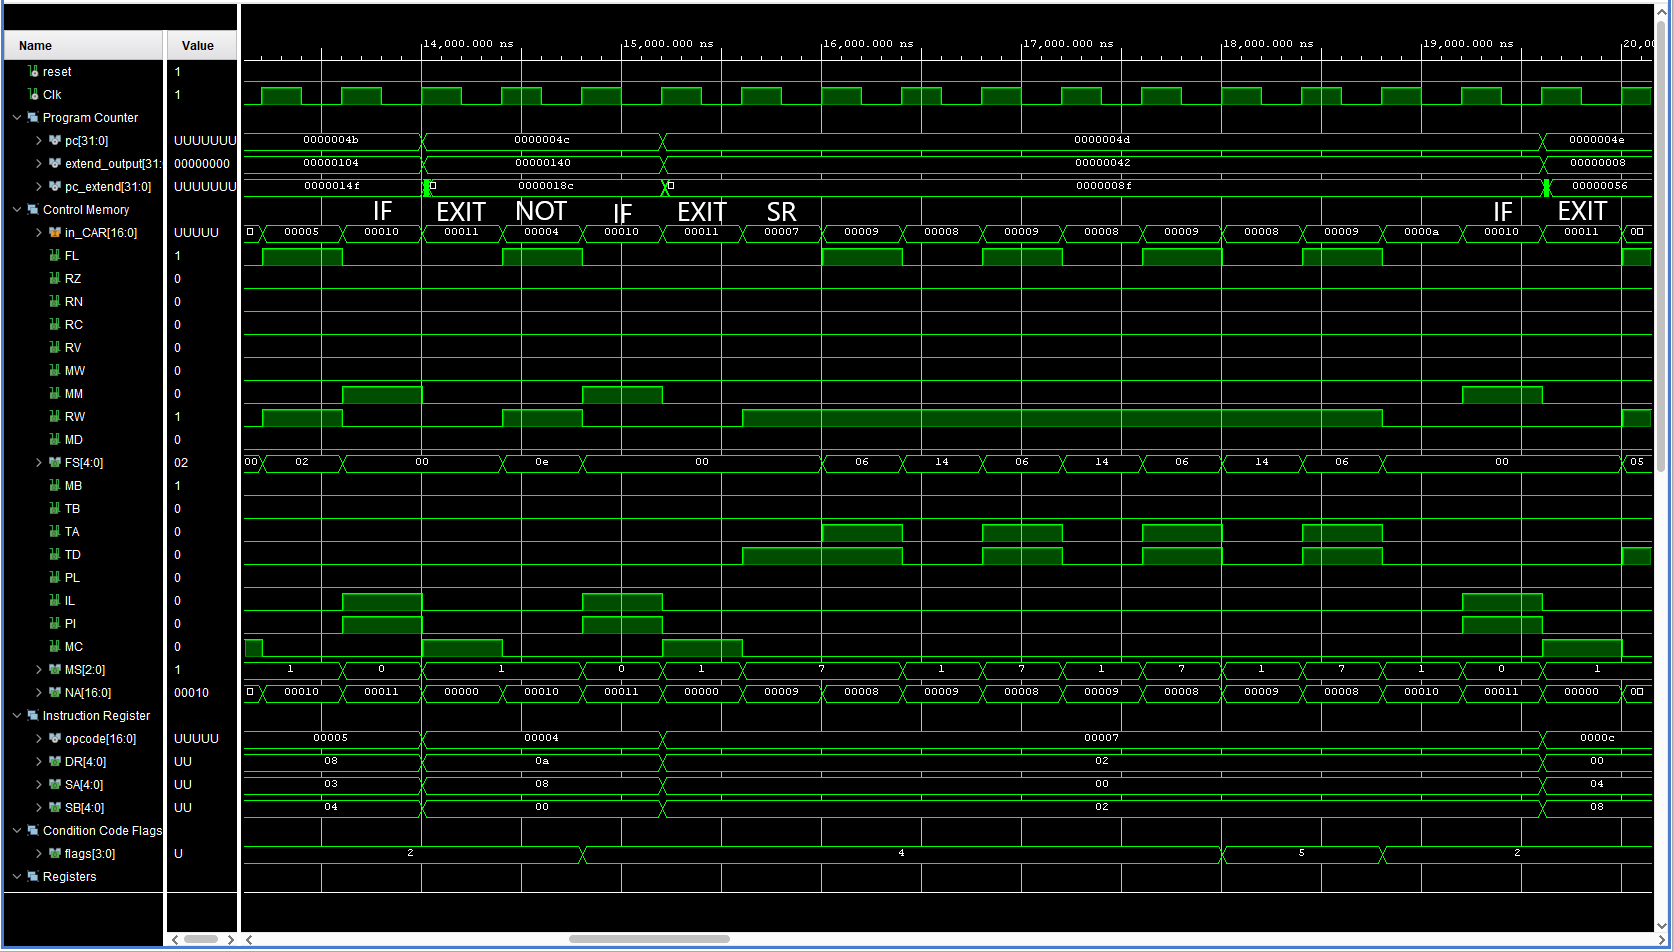 Name Value
14,000.000 ns 15,000.000 ns 16,000.000 ns 17,000.000 ns 18,000.000 ns 19,000.000 ns 20,0
reset 1
Clk 1
Program Counter
pc[31:0] UUUUUUUU 0000004b 0000004c 0000004d 0000004e
extend_output[31: 00000000 00000104 00000140 00000042 00000008
pc_extend[31:0] UUUUUUUU 0000014f 0000018c 0000008f 00000056
Control Memory IF EXIT NOT IF EXIT SR IF EXIT
in_CAR[16:0] UUUUU 00005 00010 00011 00004 00010 00011 00007 00009 00008 00009 00008 00009 00008 00009 0000a 00010 00011 0
FL 1
RZ 0
RN 0
RC 0
RV 0
MW 0
MM 0
RW 1
MD 0
FS[4:0] 02 00 02 00 0e 00 06 14 06 14 06 14 06 00 05
MB 1
TB 0
TA 0
TD 0
PL 0
IL 0
PI 0
MC 0
MS[2:0] 1 1 0 1 0 1 7 1 7 1 7 1 7 1 0 1
NA[16:0] 00010 00010 00011 00000 00010 00011 00000 00009 00008 00009 00008 00009 00008 00009 00008 00010 00011 00000 0
Instruction Register
opcode[16:0] UUUUU 00005 00004 00007 0000c
DR[4:0] UU 08 0a 02 00
SA[4:0] UU 03 08 00 04
SB[4:0] UU 04 00 02 08
Condition Code Flags
flags[3:0] U 2 4 5 2
Registers